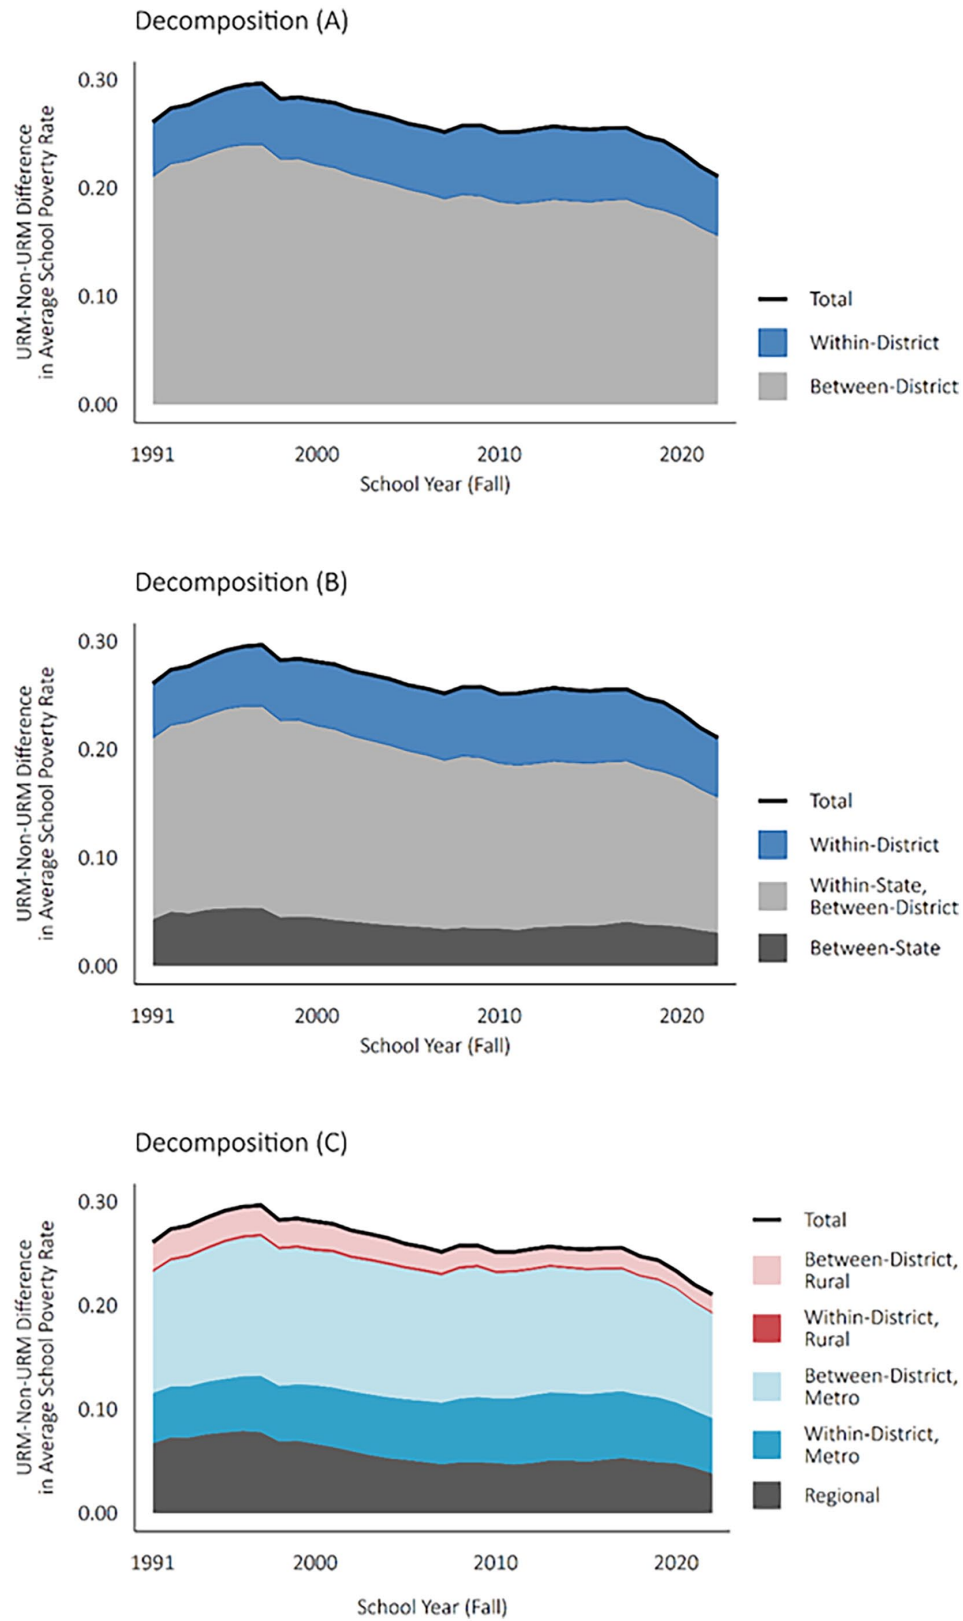 Decomposition (A)
URM-Non-URM Difference
in Average School Poverty Rate
0.30
0.20
0.10
0.00
1991
2000
2010
2020
School Year (Fall)
Total
Within-District
Between-District
Decomposition (B)
URM-Non-URM Difference
in Average School Poverty Rate
0.30
0.20
0.10
0.00
1991
2000
2010
2020
School Year (Fall)
Total
Within-District
Within-State,
Between-District
Between-State
Decomposition (C)
URM-Non-URM Difference
in Average School Poverty Rate
0.30
0.20
0.10
0.00
1991
2000
2010
2020
School Year (Fall)
Total
Between-District,
Rural
Within-District,
Rural
Between-District,
Metro
Within-District,
Metro
Regional